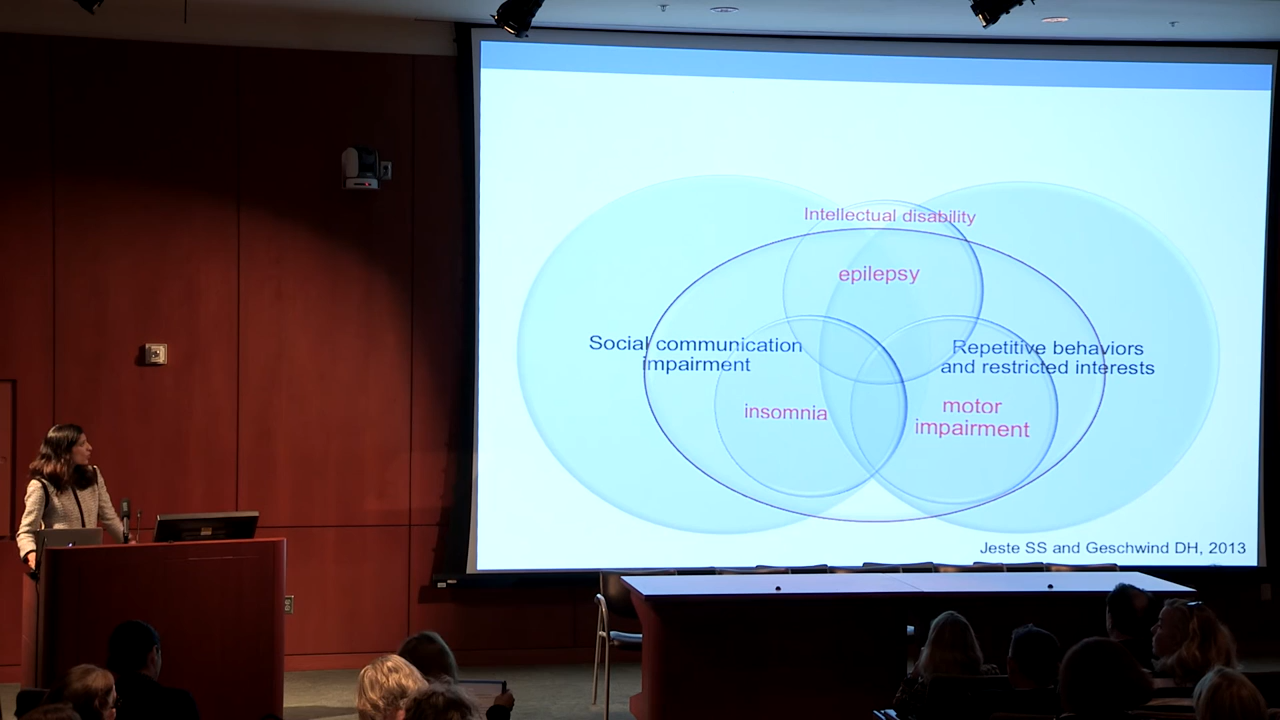 Intellectual disability
epilepsy
Social communication
impairment
Repetitive behaviors
and restricted interests
insomnia
motor
impairment
Jeste SS and Geschwind DH, 2013